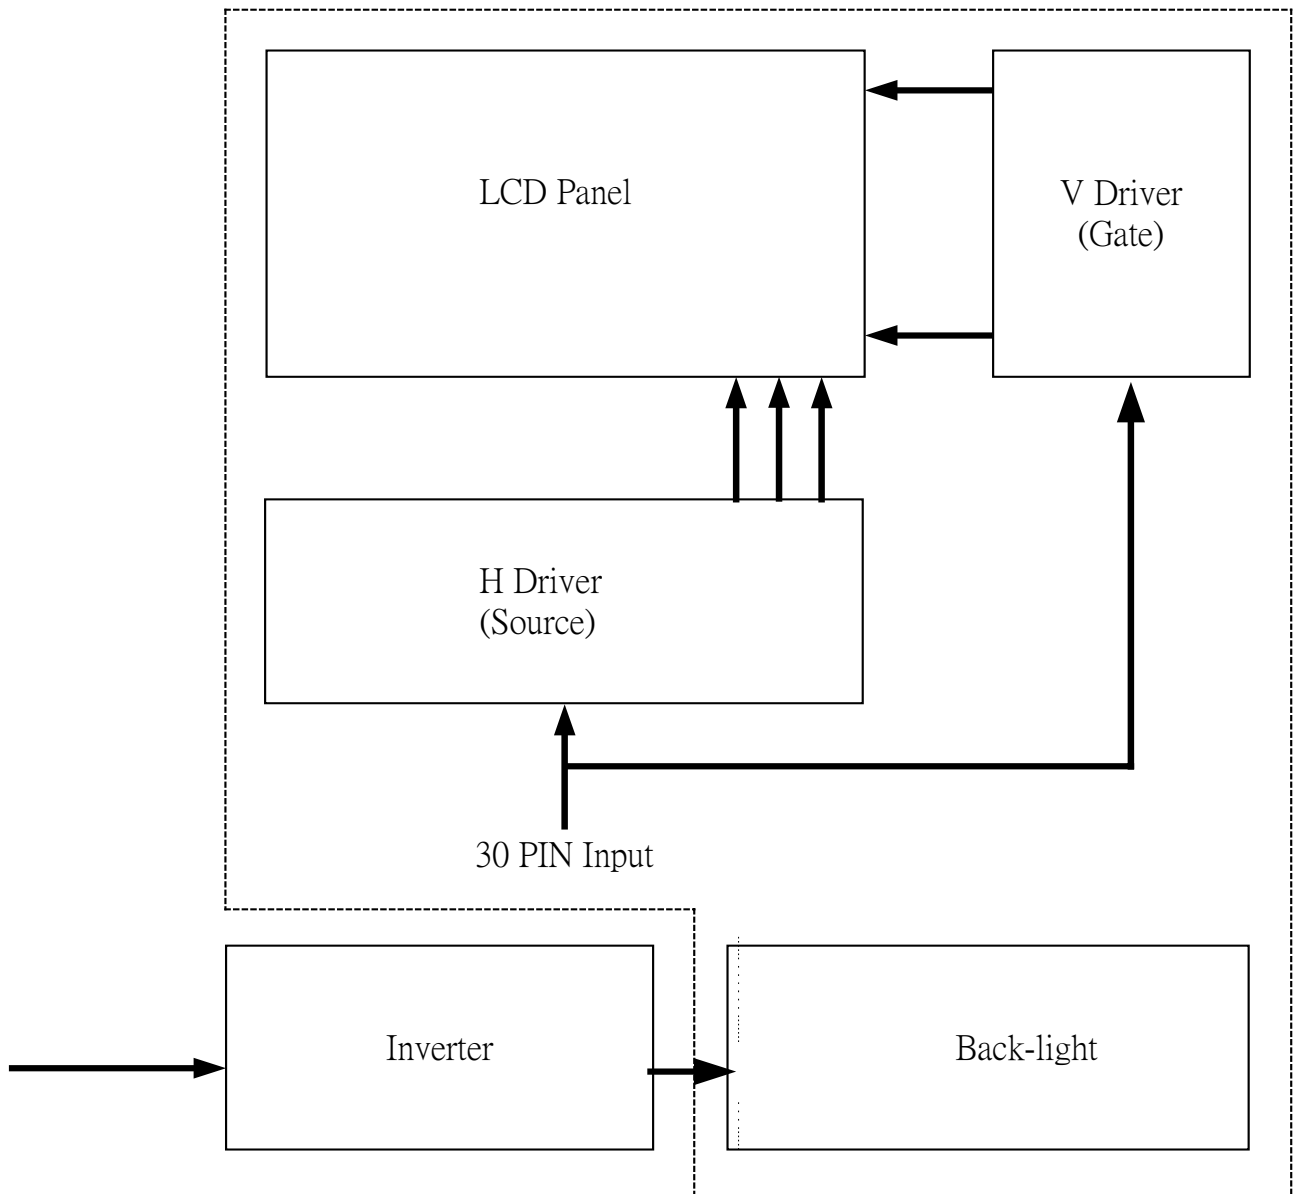 LCD Panel
V Driver
(Gate)
H Driver
(Source)
30 PIN Input
Inverter
Back-light